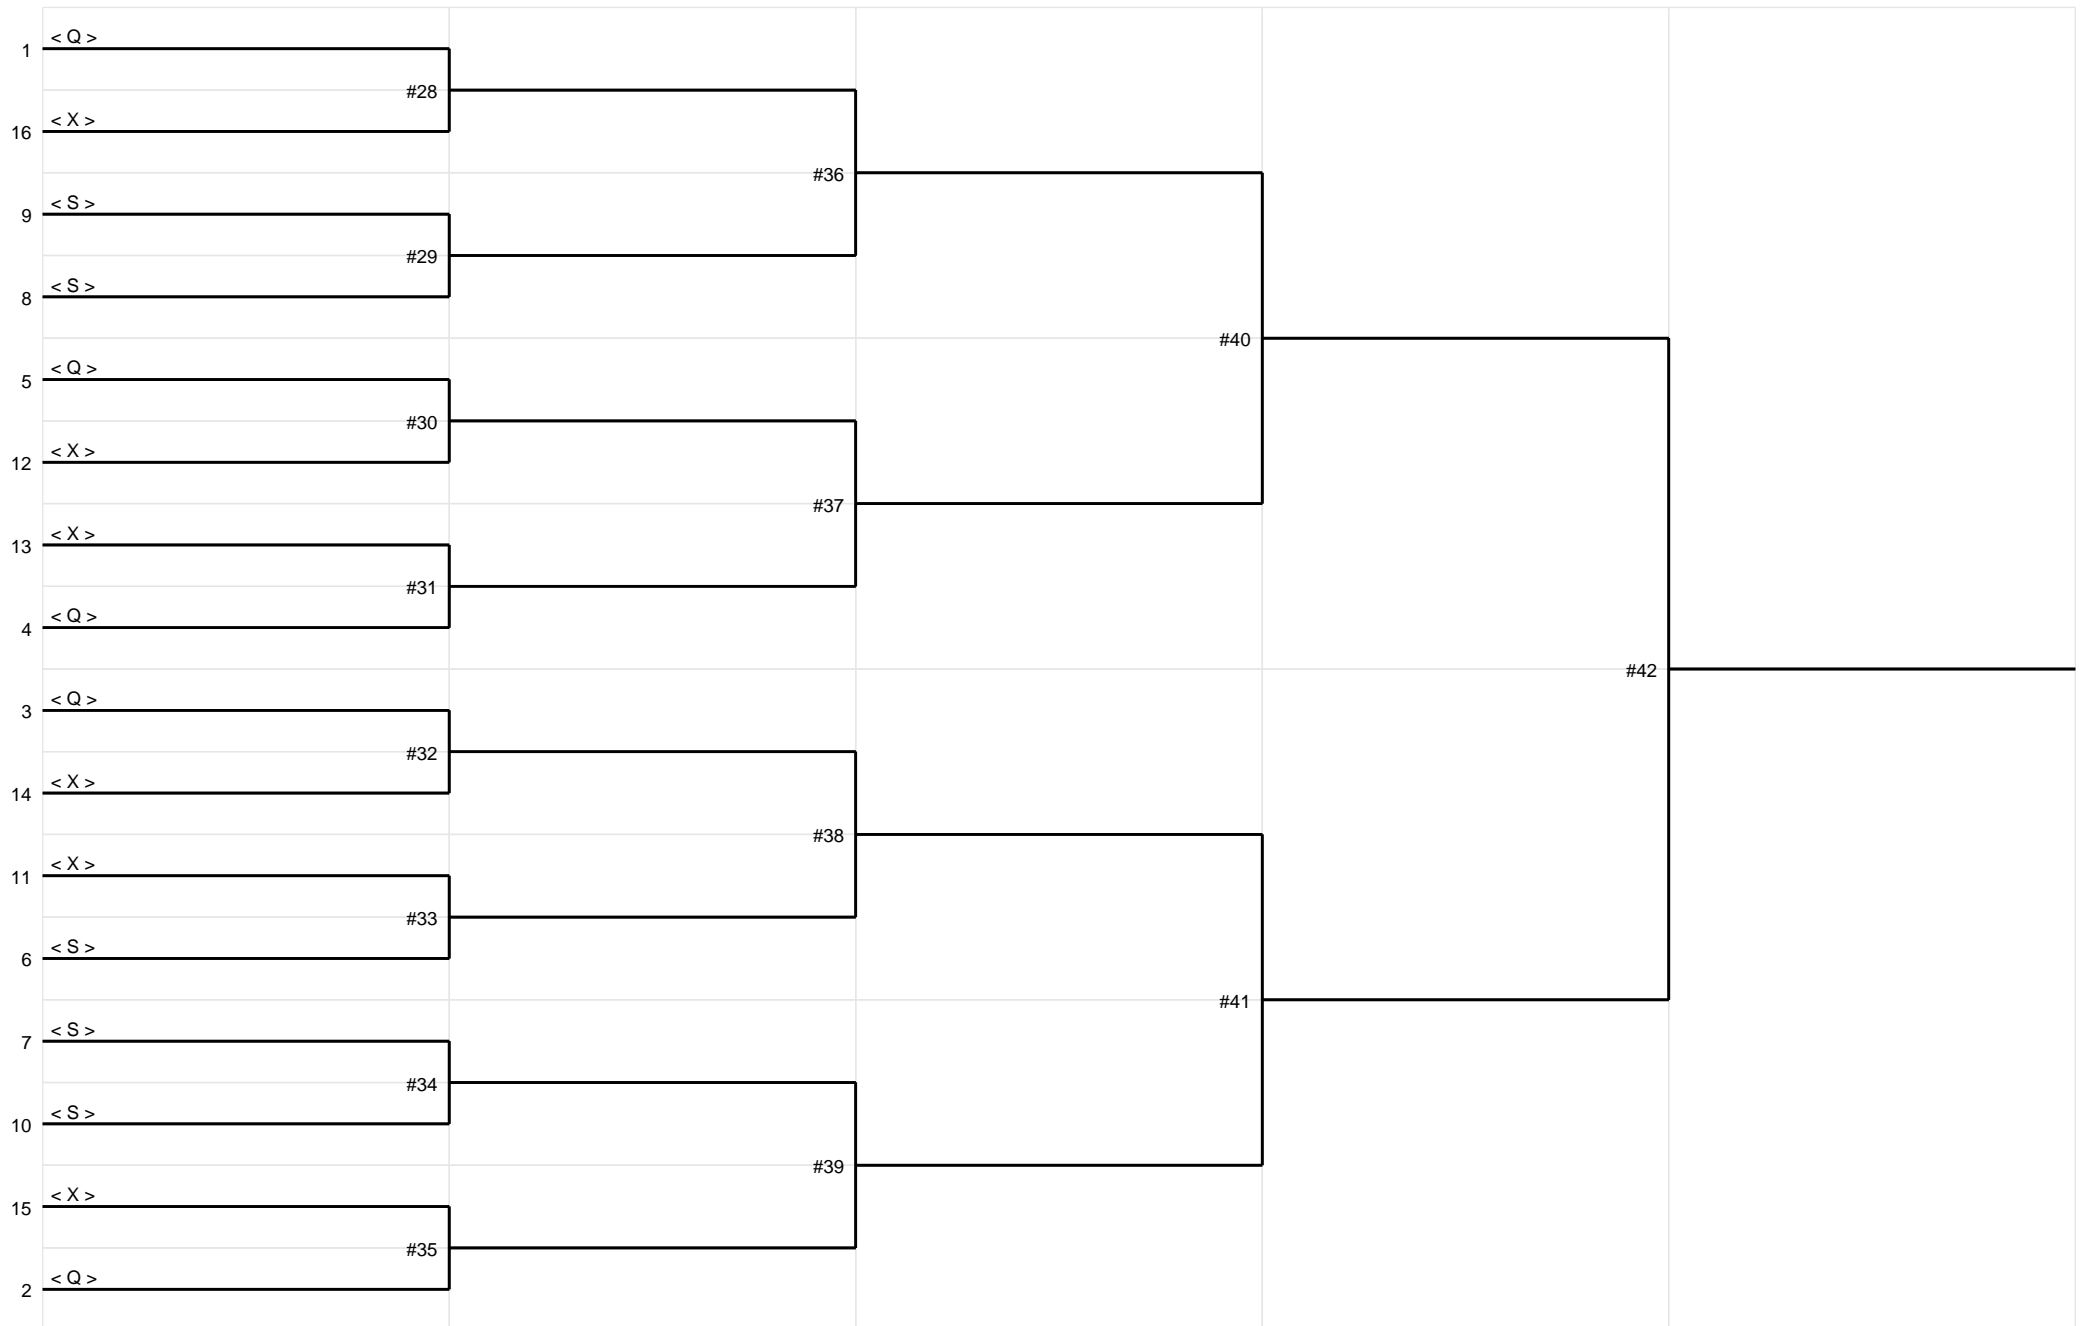 < Q >
1
#28
< X >
16
#36
< S >
9
#29
< S >
8
#40
< Q >
5
#30
< X >
12
#37
< X >
13
#31
< Q >
4
#42
< Q >
3
#32
< X >
14
#38
< X >
11
#33
< S >
6
#41
< S >
7
#34
< S >
10
#39
< X >
15
#35
< Q >
2